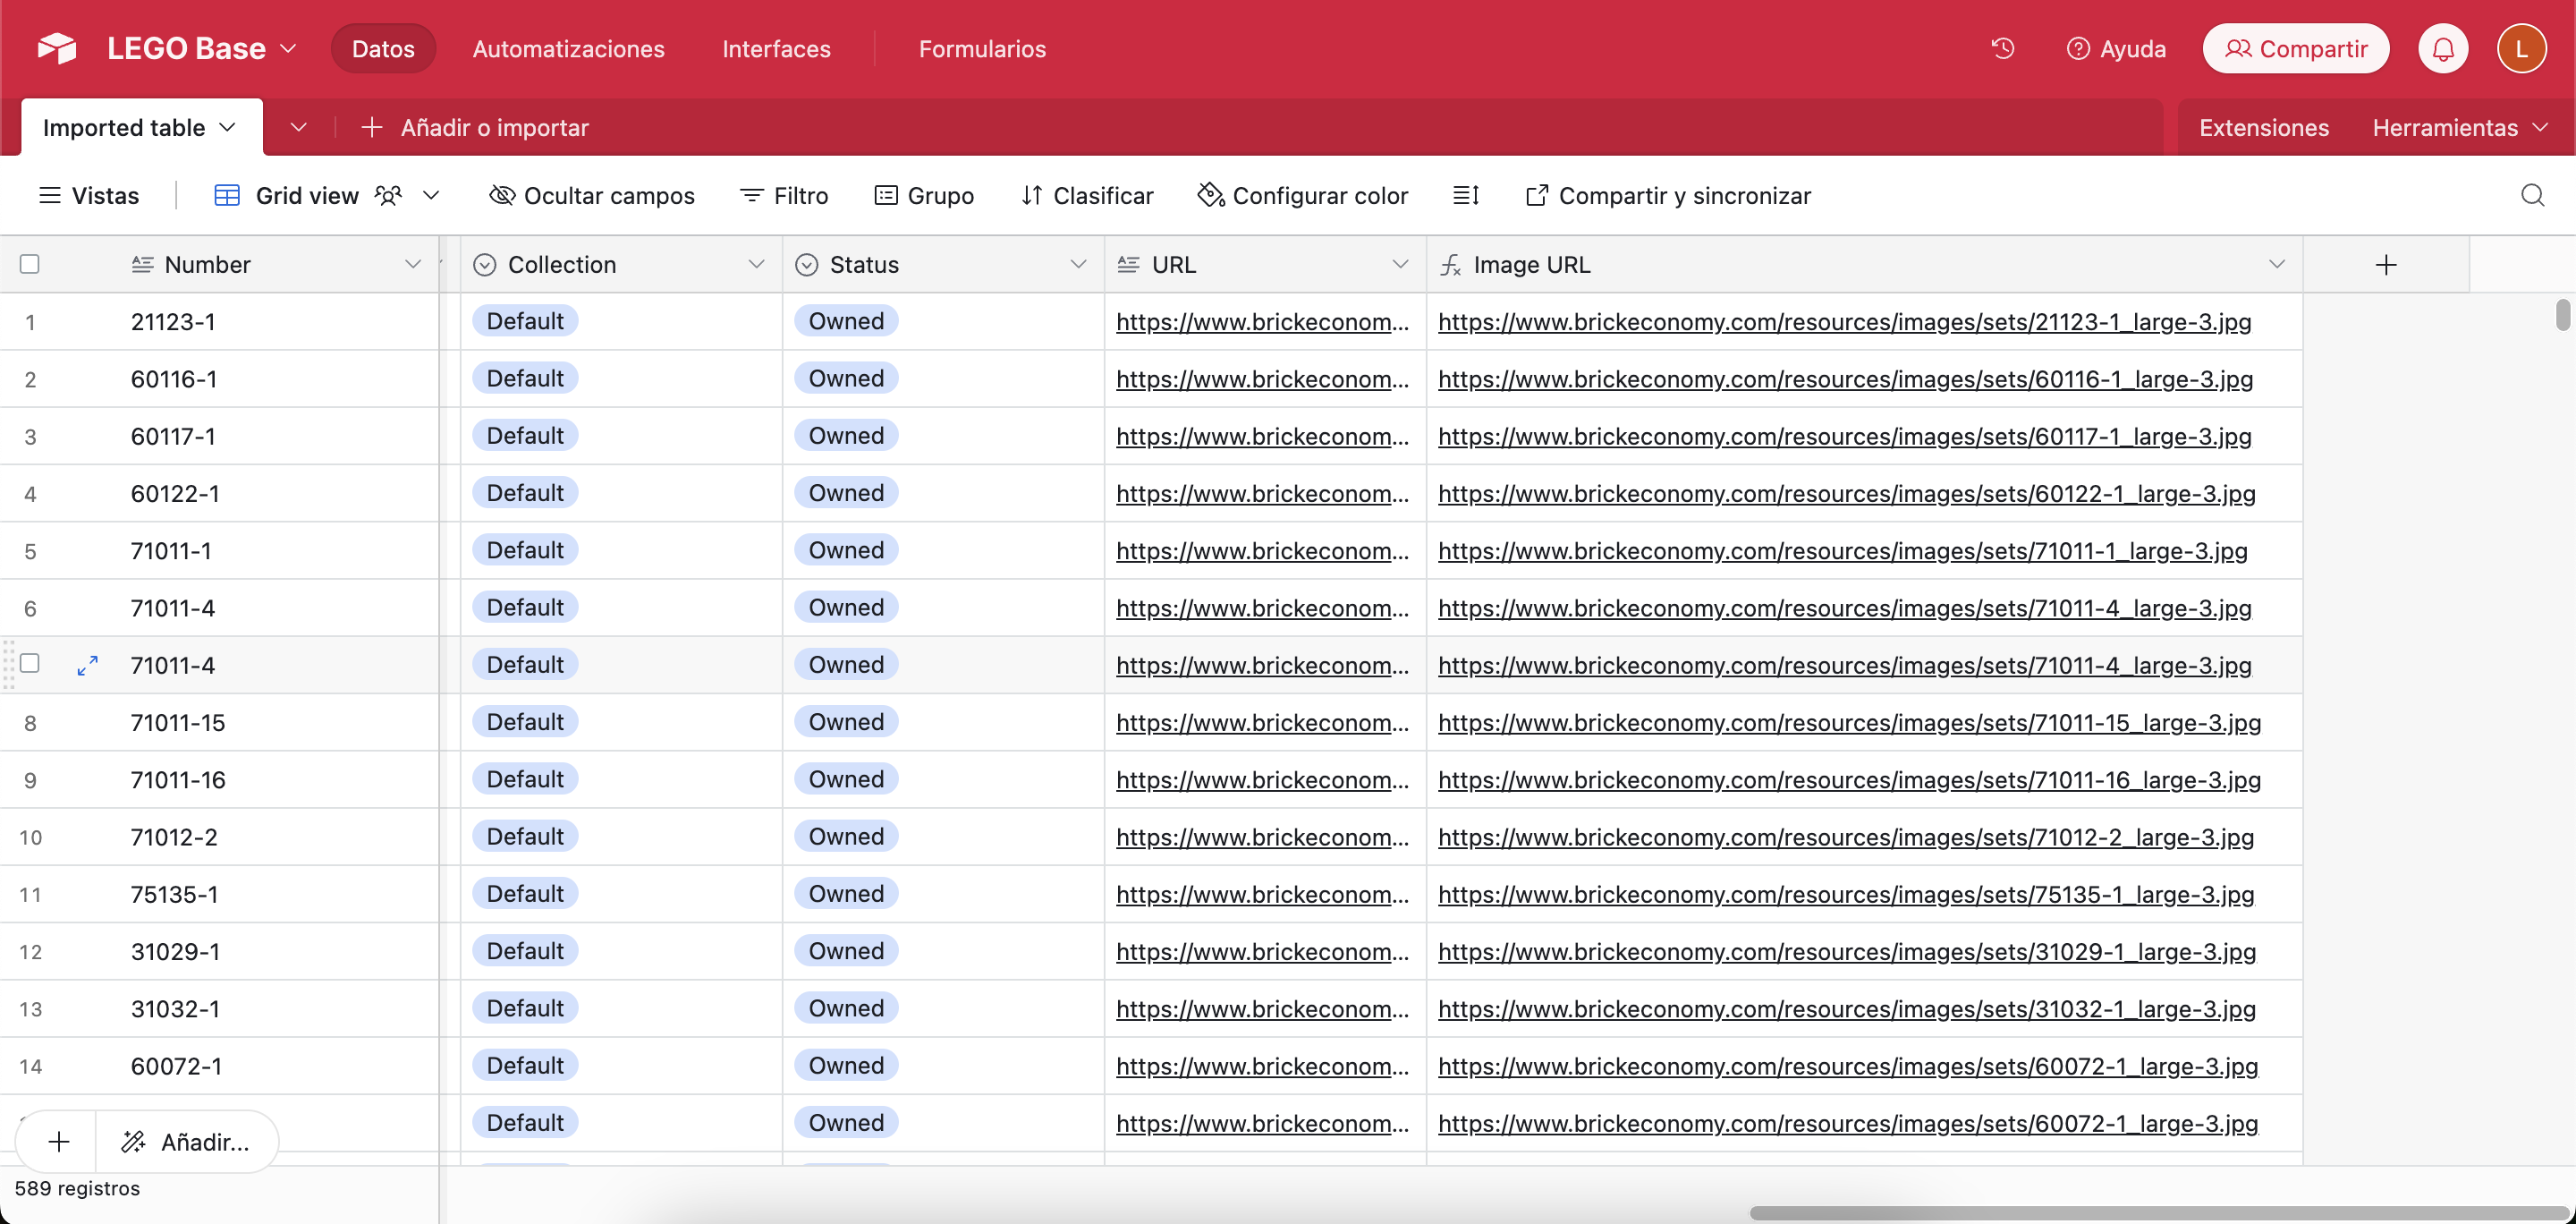 LEGO Base Datos Automatizaciones Interfaces Formularios Ayuda Compartir L
Imported table Añadir o importar Extensiones Herramientas
Vistas Grid view Ocultar campos Filtro Grupo Clasificar Configurar color Compartir y sincronizar
Number Collection Status URL Image URL
1 21123-1 Default Owned https://www.brickeconom... https://www.brickeconomy.com/resources/images/sets/21123-1_large-3.jpg
2 60116-1 Default Owned https://www.brickeconom... https://www.brickeconomy.com/resources/images/sets/60116-1_large-3.jpg
3 60117-1 Default Owned https://www.brickeconom... https://www.brickeconomy.com/resources/images/sets/60117-1_large-3.jpg
4 60122-1 Default Owned https://www.brickeconom... https://www.brickeconomy.com/resources/images/sets/60122-1_large-3.jpg
5 71011-1 Default Owned https://www.brickeconom... https://www.brickeconomy.com/resources/images/sets/71011-1_large-3.jpg
6 71011-4 Default Owned https://www.brickeconom... https://www.brickeconomy.com/resources/images/sets/71011-4_large-3.jpg
71011-4 Default Owned https://www.brickeconom... https://www.brickeconomy.com/resources/images/sets/71011-4_large-3.jpg
8 71011-15 Default Owned https://www.brickeconom... https://www.brickeconomy.com/resources/images/sets/71011-15_large-3.jpg
9 71011-16 Default Owned https://www.brickeconom... https://www.brickeconomy.com/resources/images/sets/71011-16_large-3.jpg
10 71012-2 Default Owned https://www.brickeconom... https://www.brickeconomy.com/resources/images/sets/71012-2_large-3.jpg
11 75135-1 Default Owned https://www.brickeconom... https://www.brickeconomy.com/resources/images/sets/75135-1_large-3.jpg
12 31029-1 Default Owned https://www.brickeconom... https://www.brickeconomy.com/resources/images/sets/31029-1_large-3.jpg
13 31032-1 Default Owned https://www.brickeconom... https://www.brickeconomy.com/resources/images/sets/31032-1_large-3.jpg
14 60072-1 Default Owned https://www.brickeconom... https://www.brickeconomy.com/resources/images/sets/60072-1_large-3.jpg
Default Owned https://www.brickeconom... https://www.brickeconomy.com/resources/images/sets/60072-1_large-3.jpg
Añadir...
589 registros